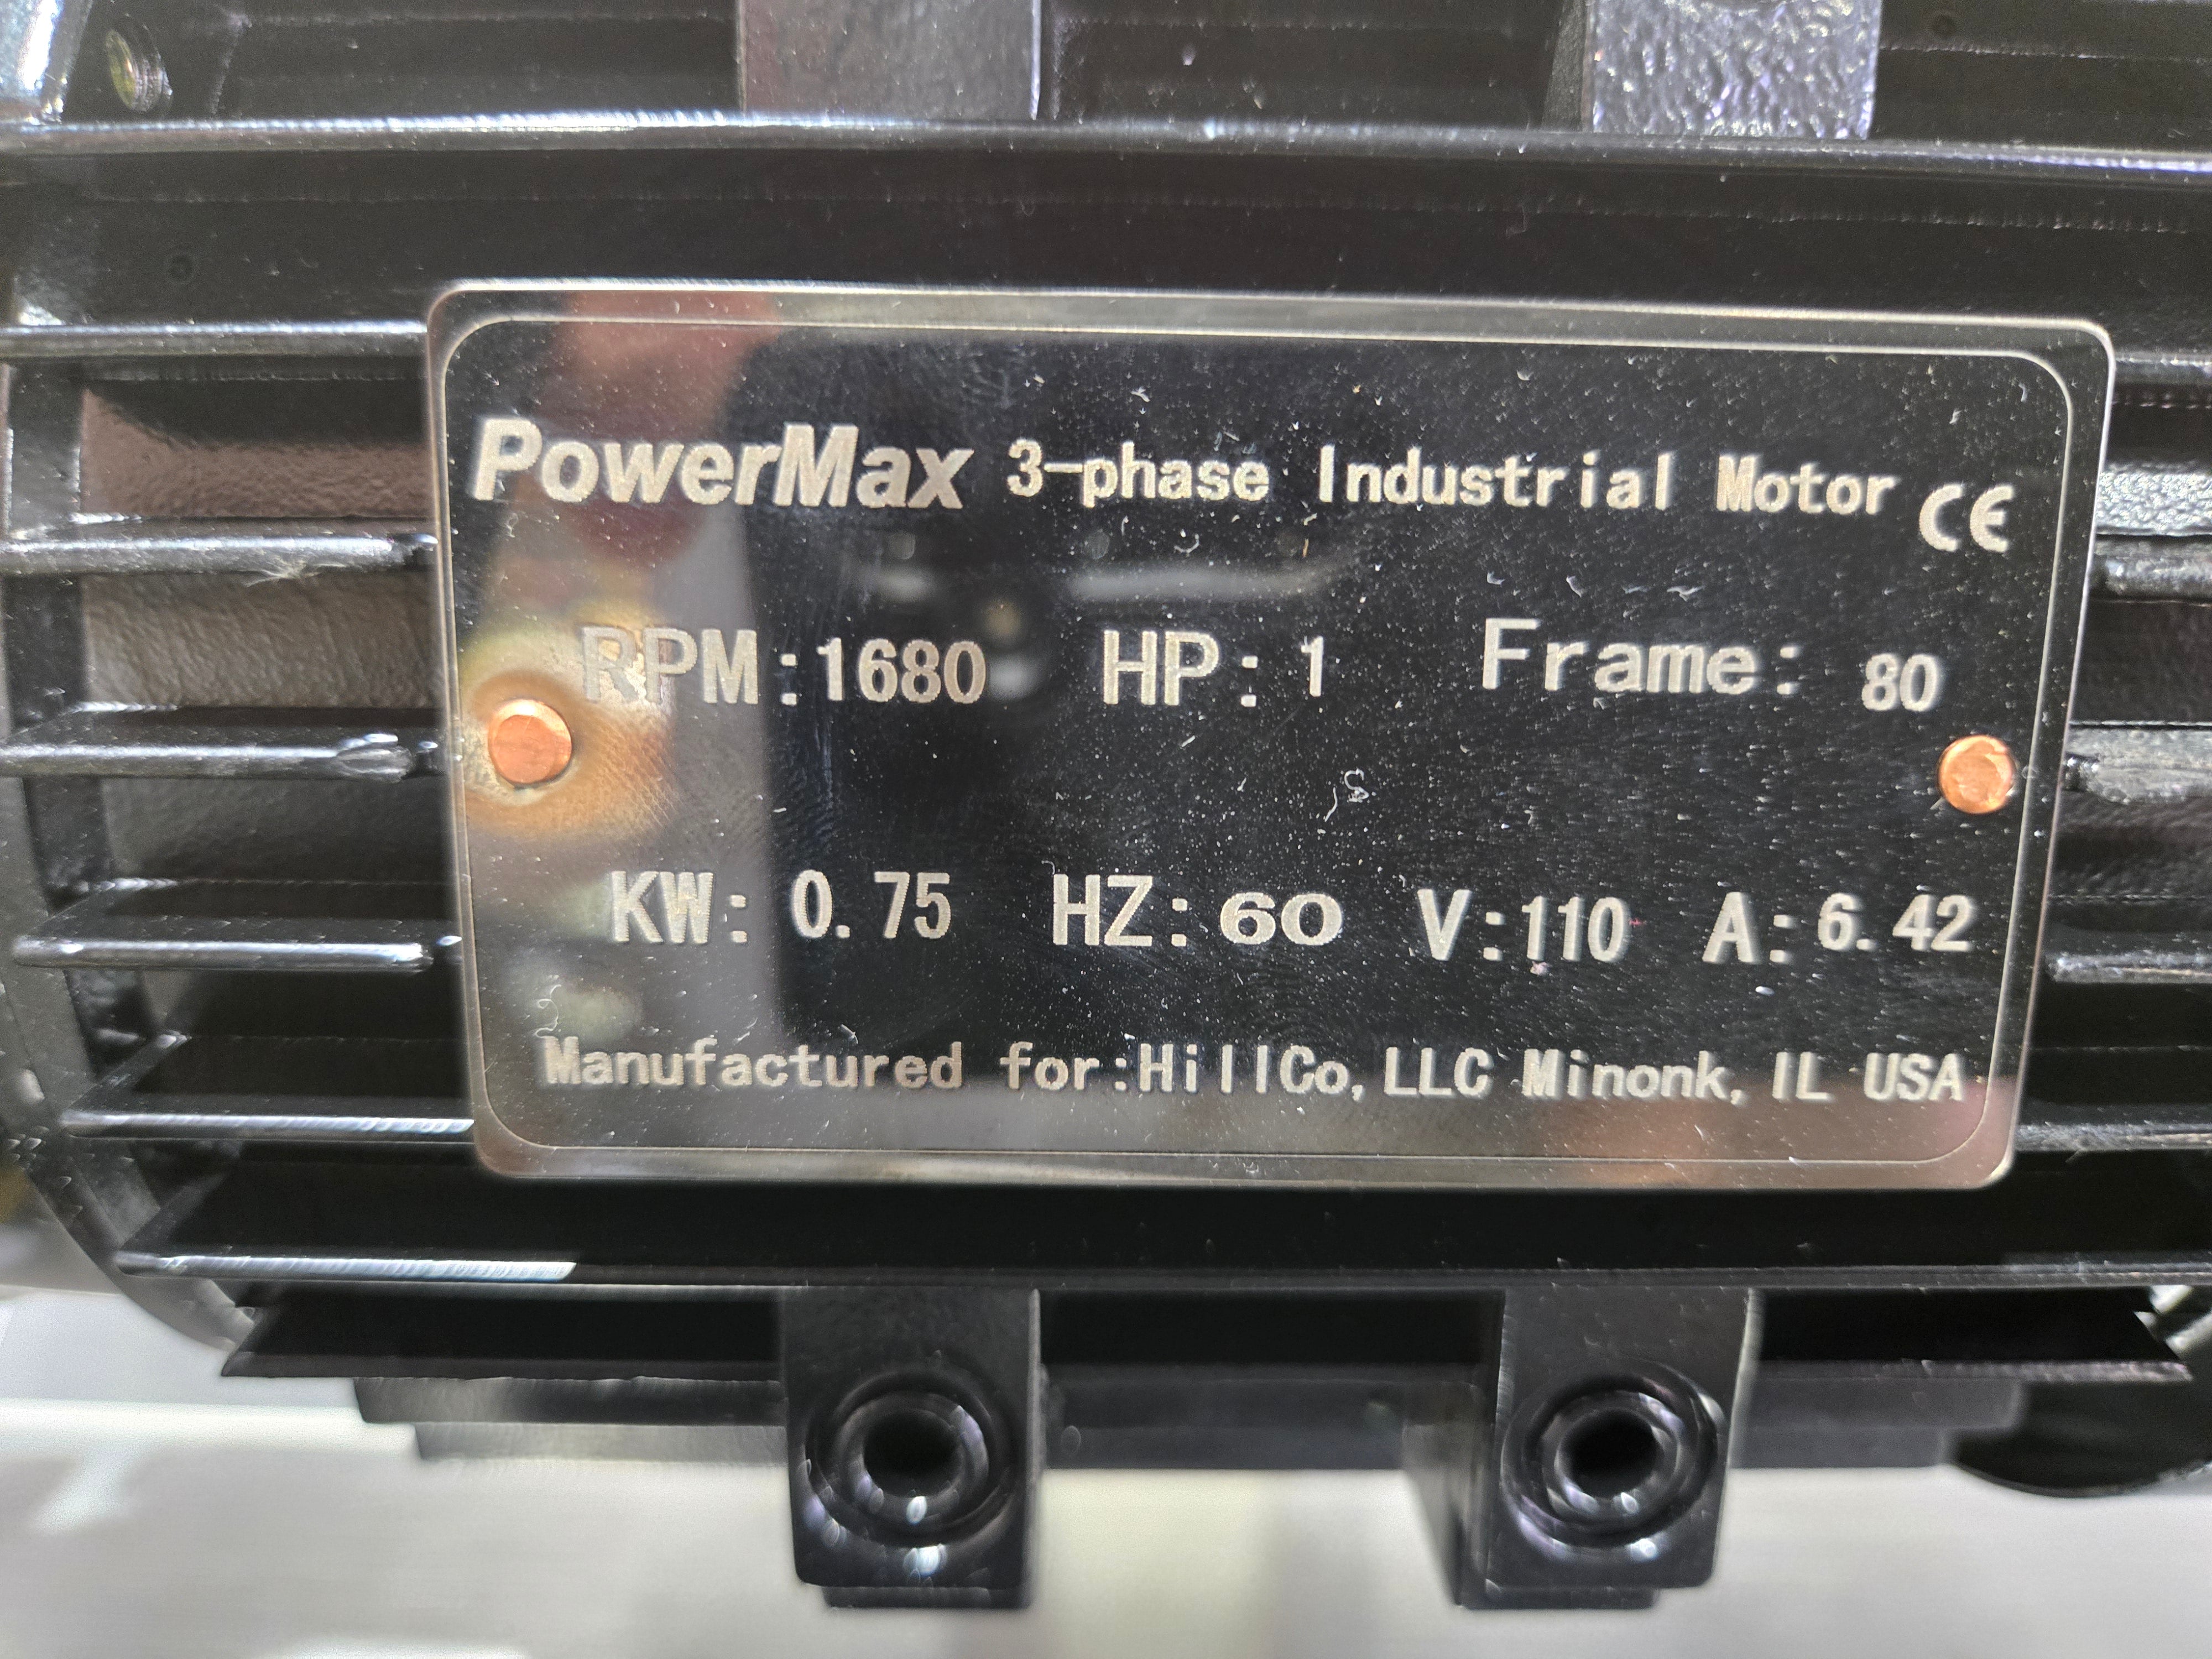 PowerMax 3-phase Industrial Motor CE
RPM:1680 HP: 1 Frame: 80
KW: 0.75 HZ:60 V:110 A:6.42
Manufactured for:HillCo,LLC Minonk, IL USA